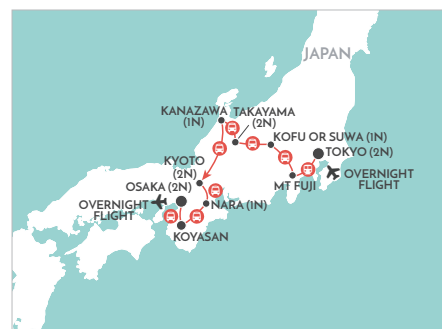 JAPAN
KANAZAWA
(1N)
TAKAYAMA
(2N)
KOFU OR SUWA (1N)
TOKYO (2N)
OVERNIGHT
FLIGHT
MT FUJI
KYOTO
(2N)
OSAKA (2N)
OVERNIGHT
FLIGHT
NARA (1N)
KOYASAN